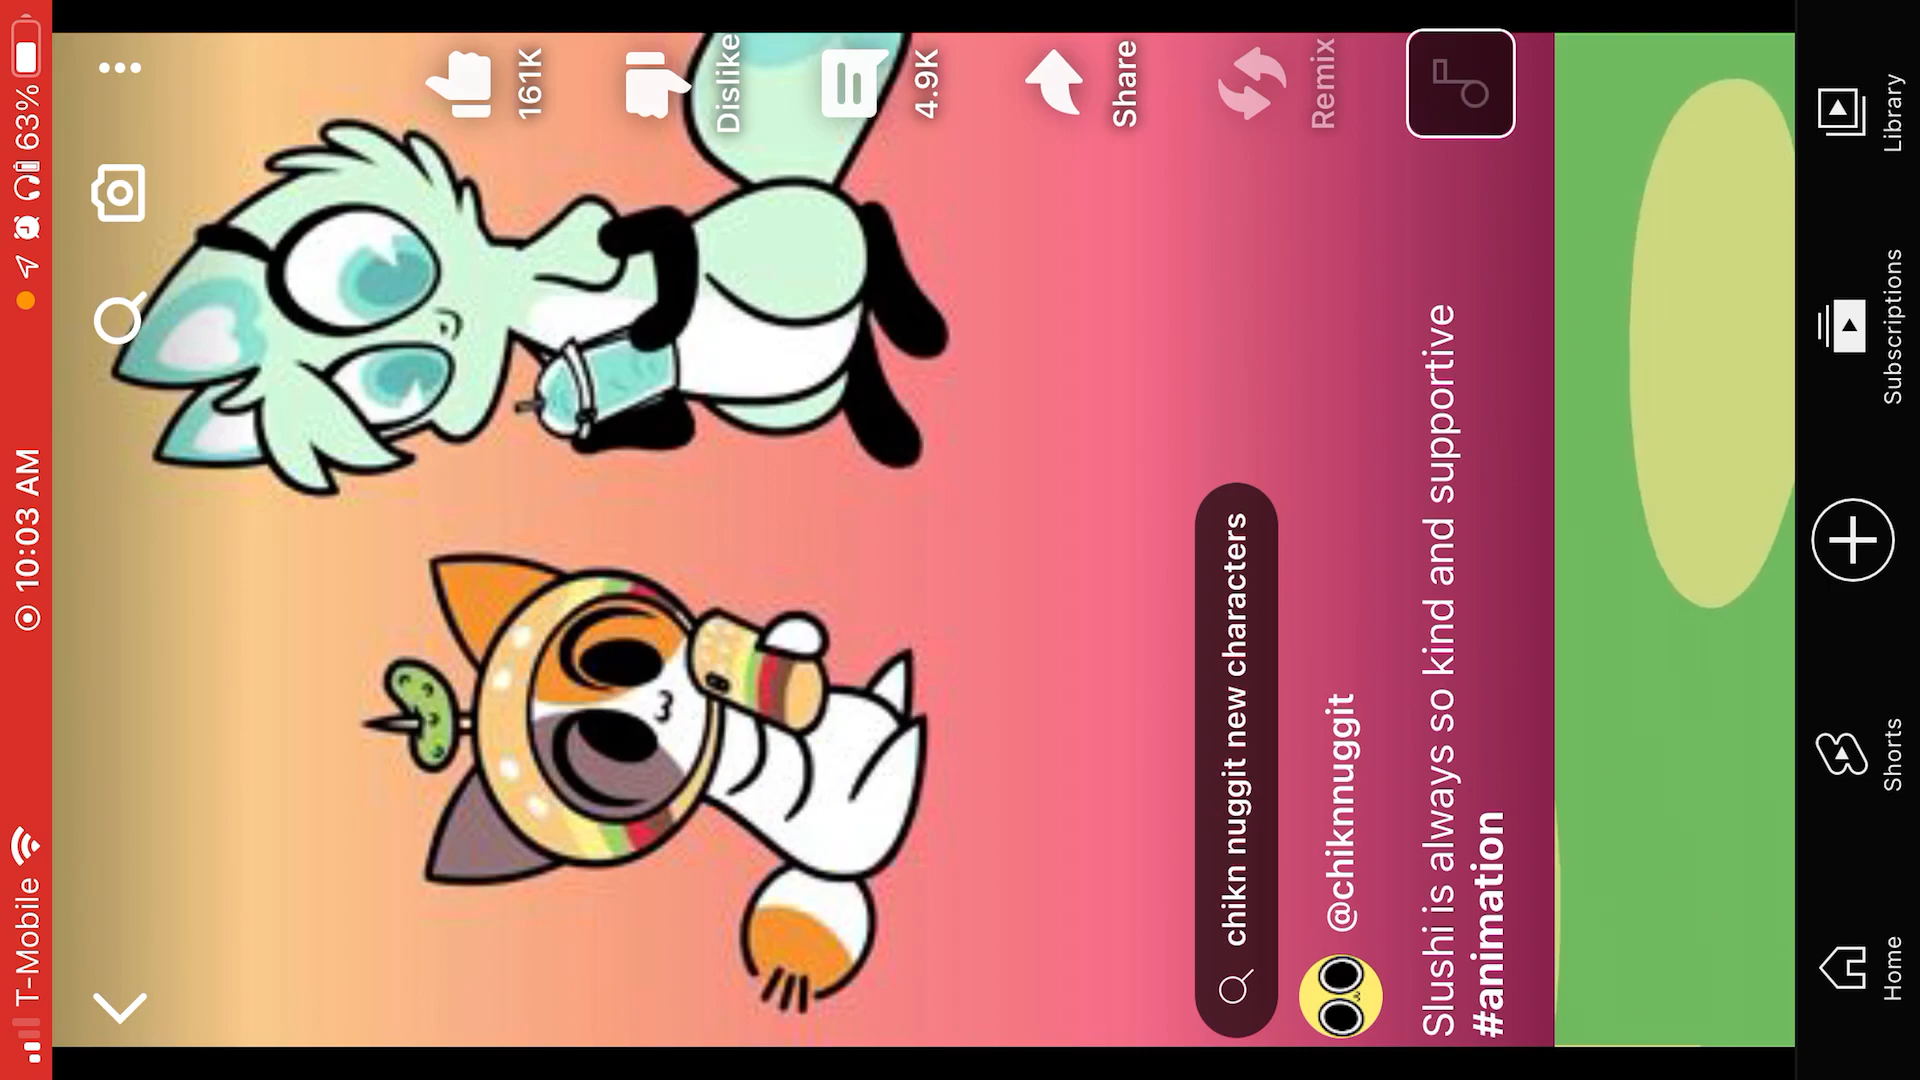 T-Mobile
10:03 AM
63%
161K
Dislike
4.9K
Share
Remix
chikn nuggit new characters
@chiknnuggit
Slushi is always so kind and supportive
#animation
Home
Shorts
Subscriptions
Library